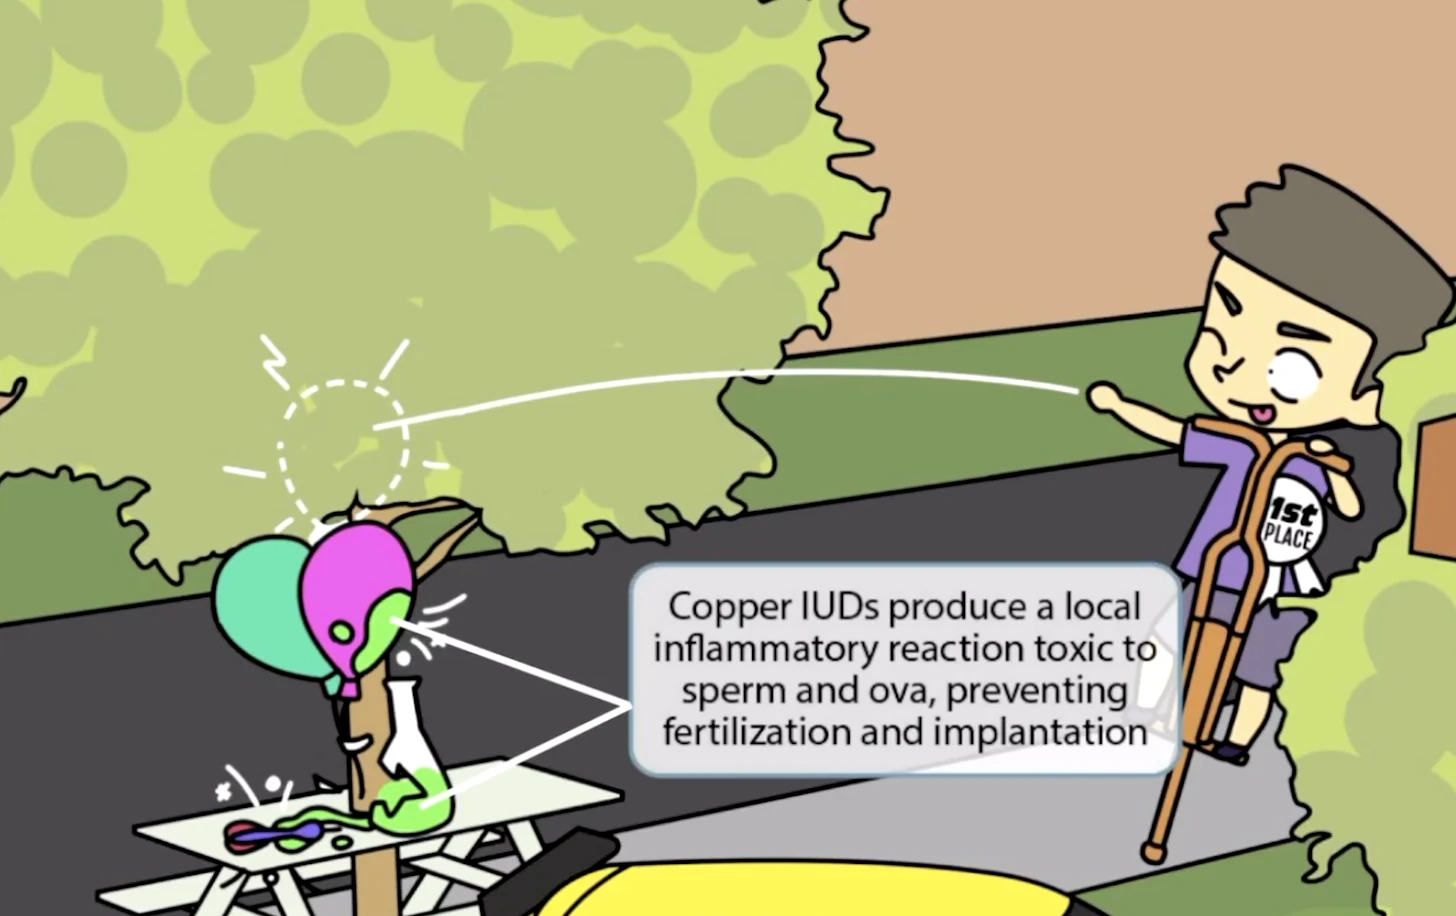 1st
PLACE
Copper IUDs produce a local
inflammatory reaction toxic to
sperm and ova, preventing
fertilization and implantation